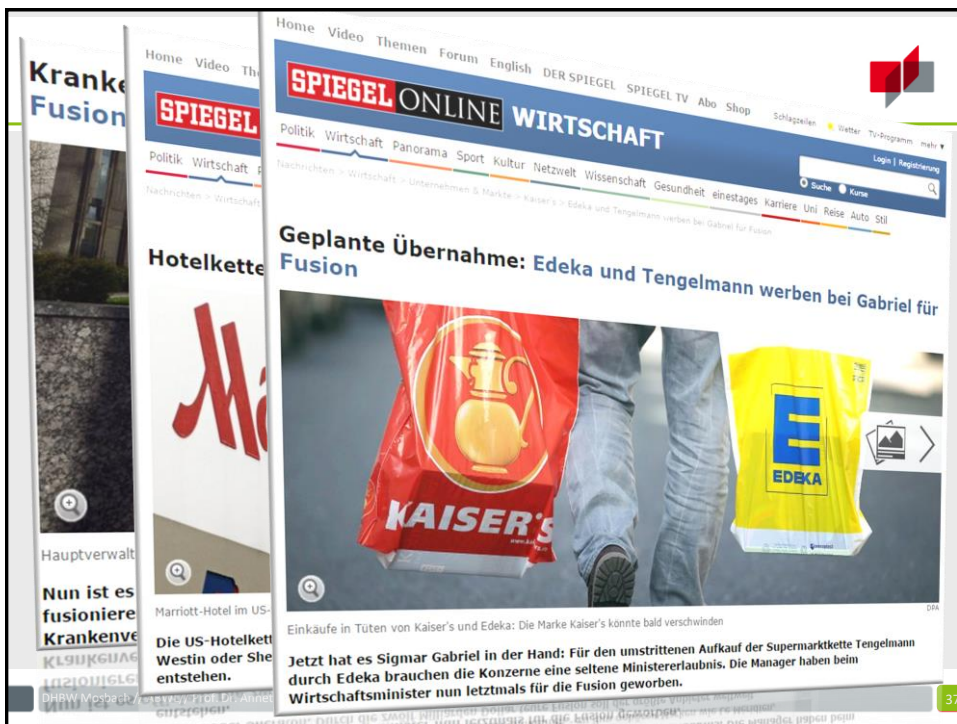 Kranke
Fusion
Hauptverwalt
Nun ist es
fusioniere
Krankenve
Home Video Th
SPIEGEL
Politik Wirtschaft
Nachrichten > Wirtschaft
Hotelkette
Ma
Marriott-Hotel im US-
Die US-Hotelkett
Westin oder She
entstehen.
Home Video Themen Forum English DER SPIEGEL SPIEGEL TV Abo Shop
Schlagzeilen Wetter TV-Programm mehr ▼
SPIEGEL ONLINE WIRTSCHAFT
Login | Registrierung
Suche Kurse
Politik Wirtschaft Panorama Sport Kultur Netzwelt Wissenschaft Gesundheit einestages Karriere Uni Reise Auto Stil
Nachrichten > Wirtschaft > Unternehmen & Märkte > Kaiser's > Edeka und Tengelmann werben bei Gabriel für Fusion
Geplante Übernahme: Edeka und Tengelmann werben bei Gabriel für
Fusion
KAISER'S
E
EDEKA
DPA
Einkäufe in Tüten von Kaiser's und Edeka: Die Marke Kaiser's könnte bald verschwinden
Jetzt hat es Sigmar Gabriel in der Hand: Für den umstrittenen Aufkauf der Supermarktkette Tengelmann
durch Edeka brauchen die Konzerne eine seltene Ministererlaubnis. Die Manager haben beim
Wirtschaftsminister nun letztmals für die Fusion geworben.
DHBW Mosbach
Prof. Dr. Annet
37